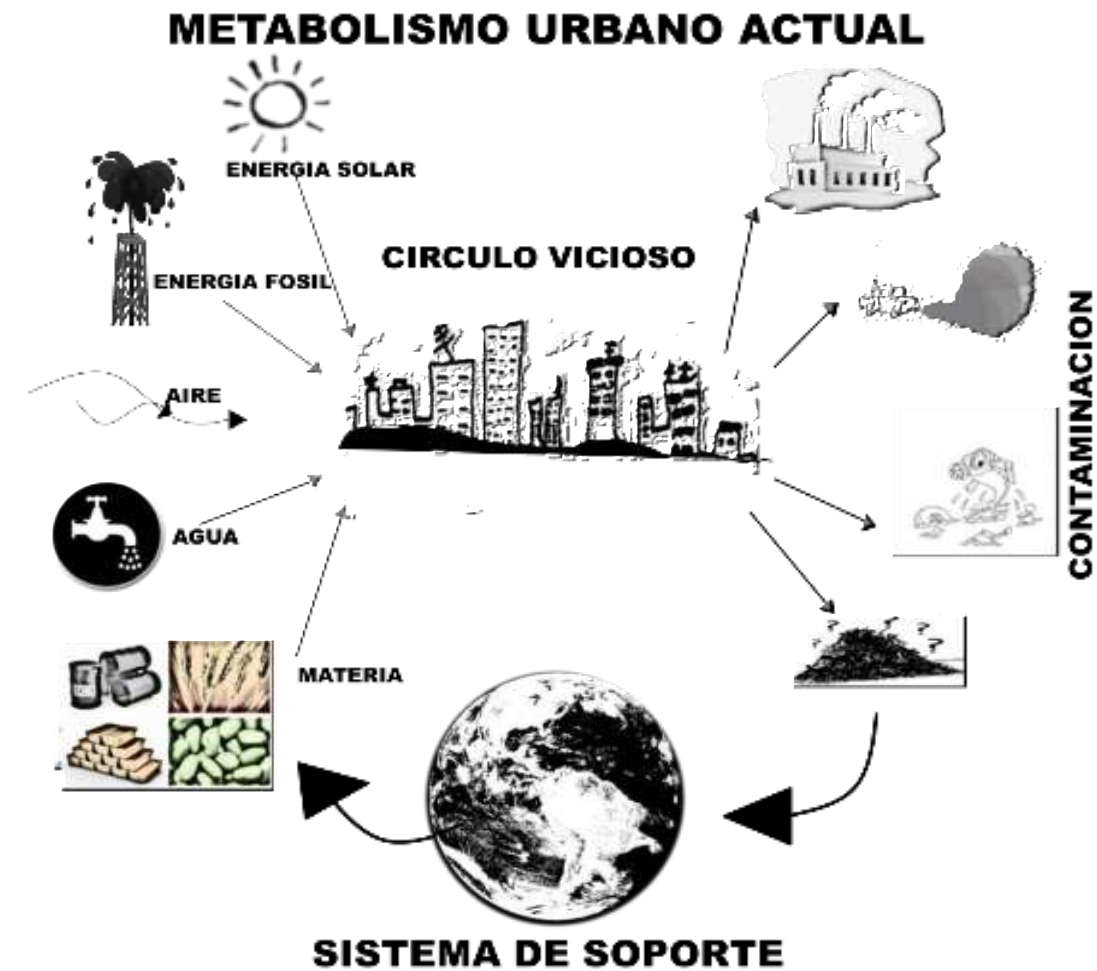 METABOLISMO URBANO ACTUAL
ENERGIA SOLAR
CIRCULO VICIOSO
ENERGIA FOSIL
AIRE
AGUA
MATERIA
CONTAMINACION
? ? ? ?
SISTEMA DE SOPORTE